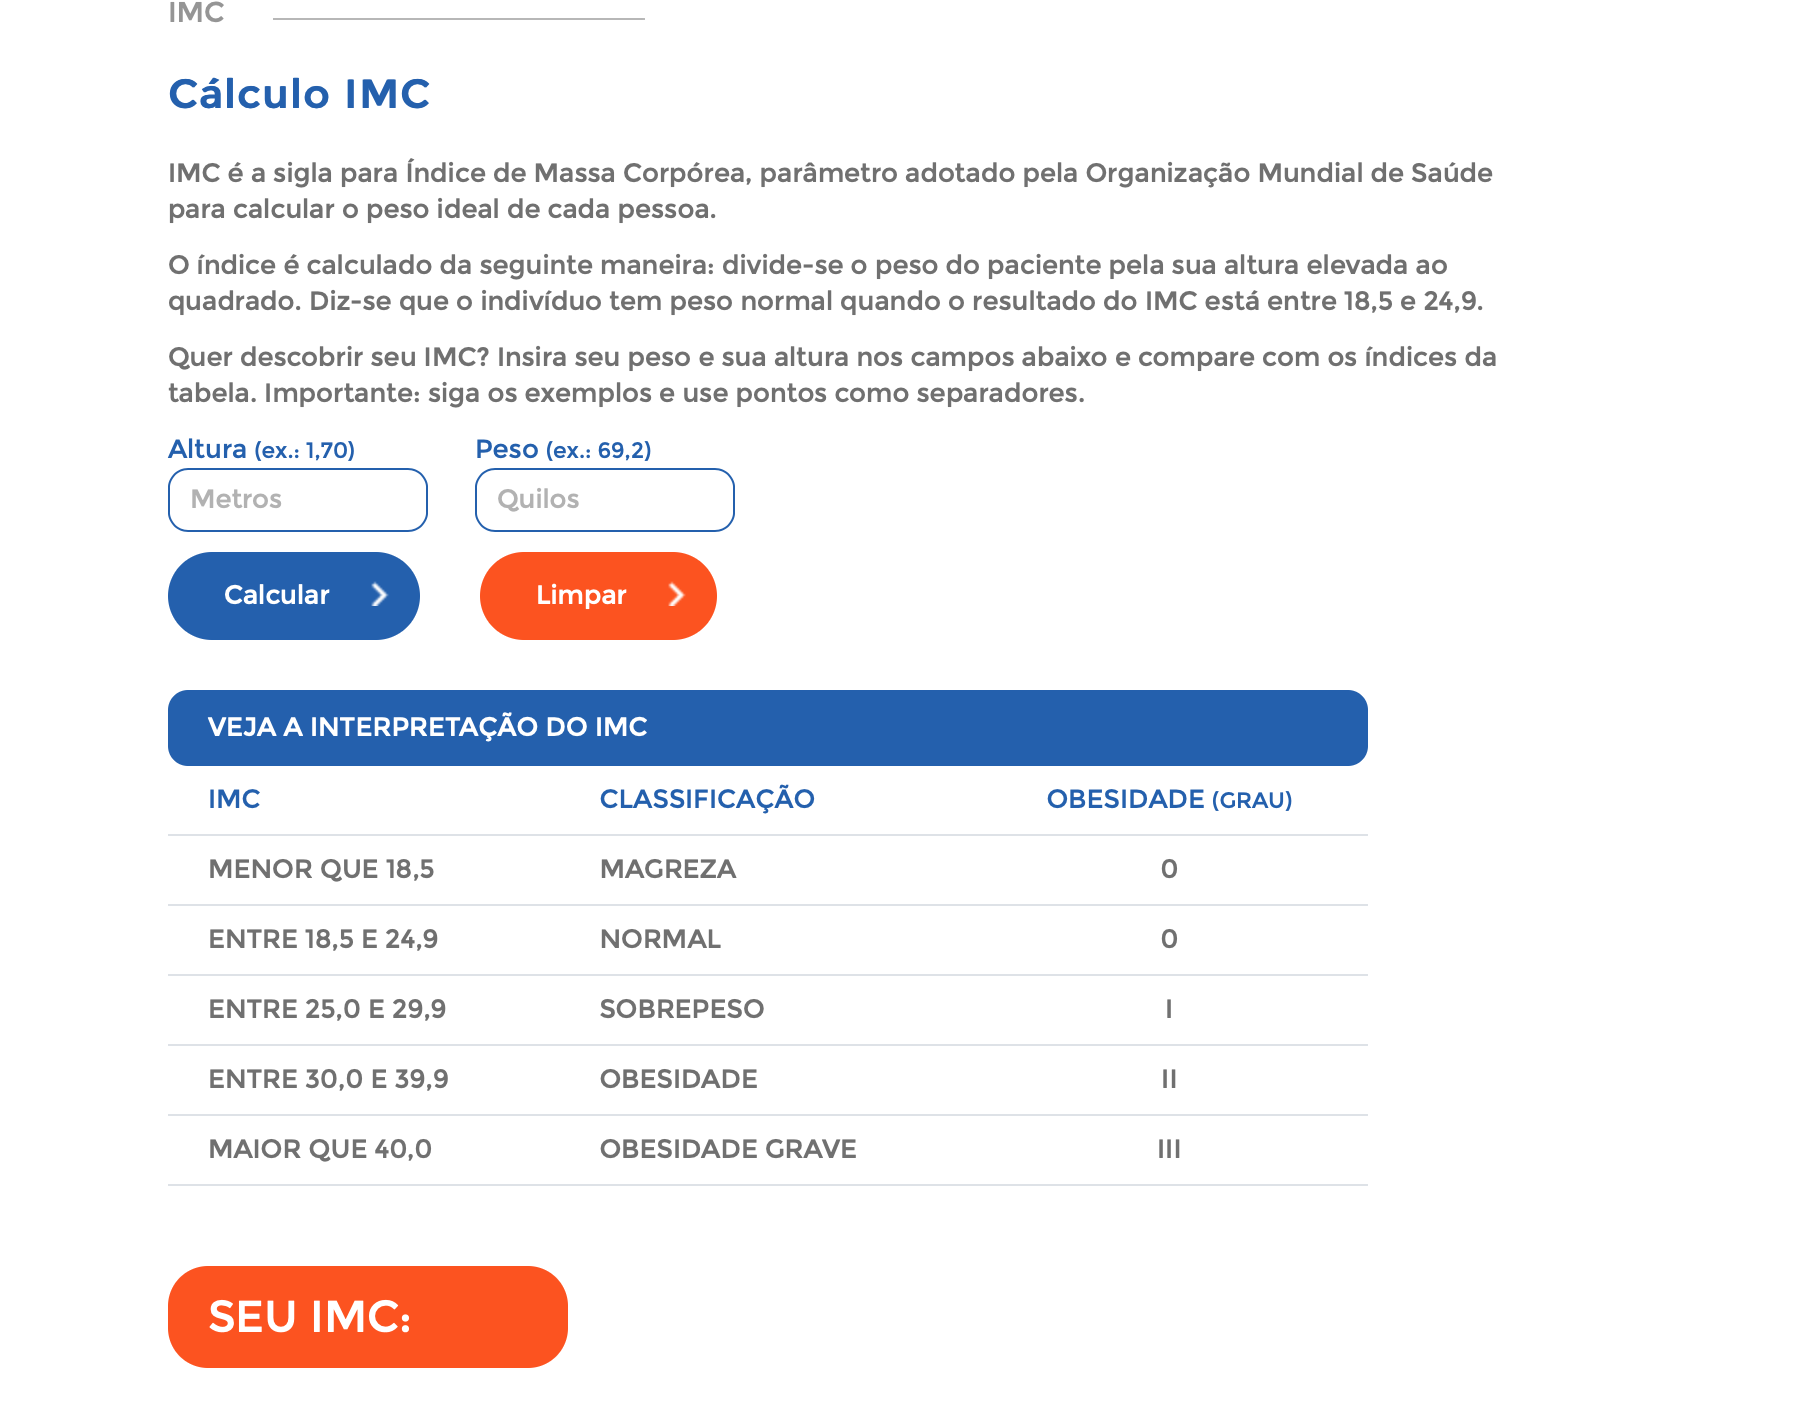 IMC
Cálculo IMC
IMC é a sigla para Índice de Massa Corpórea, parâmetro adotado pela Organização Mundial de Saúde
para calcular o peso ideal de cada pessoa.
O índice é calculado da seguinte maneira: divide-se o peso do paciente pela sua altura elevada ao
quadrado. Diz-se que o indivíduo tem peso normal quando o resultado do IMC está entre 18,5 e 24,9.
Quer descobrir seu IMC? Insira seu peso e sua altura nos campos abaixo e compare com os índices da
tabela. Importante: siga os exemplos e use pontos como separadores.
Altura (ex.: 1,70) Peso (ex.: 69,2)
Metros Quilos
Calcular Limpar
VEJA A INTERPRETAÇÃO DO IMC
IMC CLASSIFICAÇÃO OBESIDADE (GRAU)
MENOR QUE 18,5 MAGREZA 0
ENTRE 18,5 E 24,9 NORMAL 0
ENTRE 25,0 E 29,9 SOBREPESO I
ENTRE 30,0 E 39,9 OBESIDADE II
MAIOR QUE 40,0 OBESIDADE GRAVE III
SEU IMC: